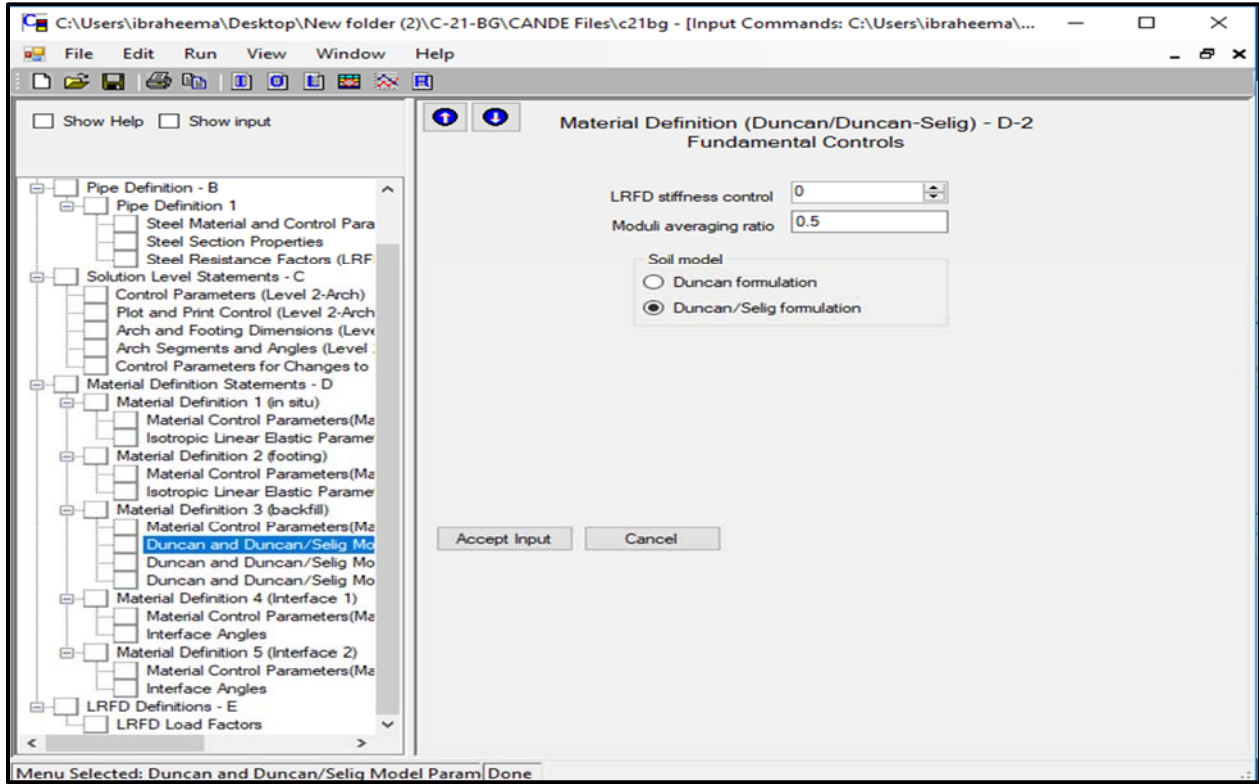 C:\Users\ibraheema\Desktop\New folder (2)\C-21-BG\CANDE Files\c21bg - [Input Commands: C:\Users\ibraheema\...
File Edit Run View Window Help
Show Help Show input
Pipe Definition - B
Pipe Definition 1
Steel Material and Control Para
Steel Section Properties
Steel Resistance Factors (LRF
Solution Level Statements - C
Control Parameters (Level 2-Arch)
Plot and Print Control (Level 2-Arch
Arch and Footing Dimensions (Leve
Arch Segments and Angles (Level
Control Parameters for Changes to
Material Definition Statements - D
Material Definition 1 (in situ)
Material Control Parameters(Ma
Isotropic Linear Elastic Parame
Material Definition 2 (footing)
Material Control Parameters(Ma
Isotropic Linear Elastic Parame
Material Definition 3 (backfill)
Material Control Parameters(Ma
Duncan and Duncan/Selig Mo
Duncan and Duncan/Selig Mo
Duncan and Duncan/Selig Mo
Material Definition 4 (Interface 1)
Material Control Parameters(Ma
Interface Angles
Material Definition 5 (Interface 2)
Material Control Parameters(Ma
Interface Angles
LRFD Definitions - E
LRFD Load Factors
Material Definition (Duncan/Duncan-Selig) - D-2
Fundamental Controls
LRFD stiffness control 0
Moduli averaging ratio 0.5
Soil model
Duncan formulation
Duncan/Selig formulation
Accept Input Cancel
Menu Selected: Duncan and Duncan/Selig Model Param Done